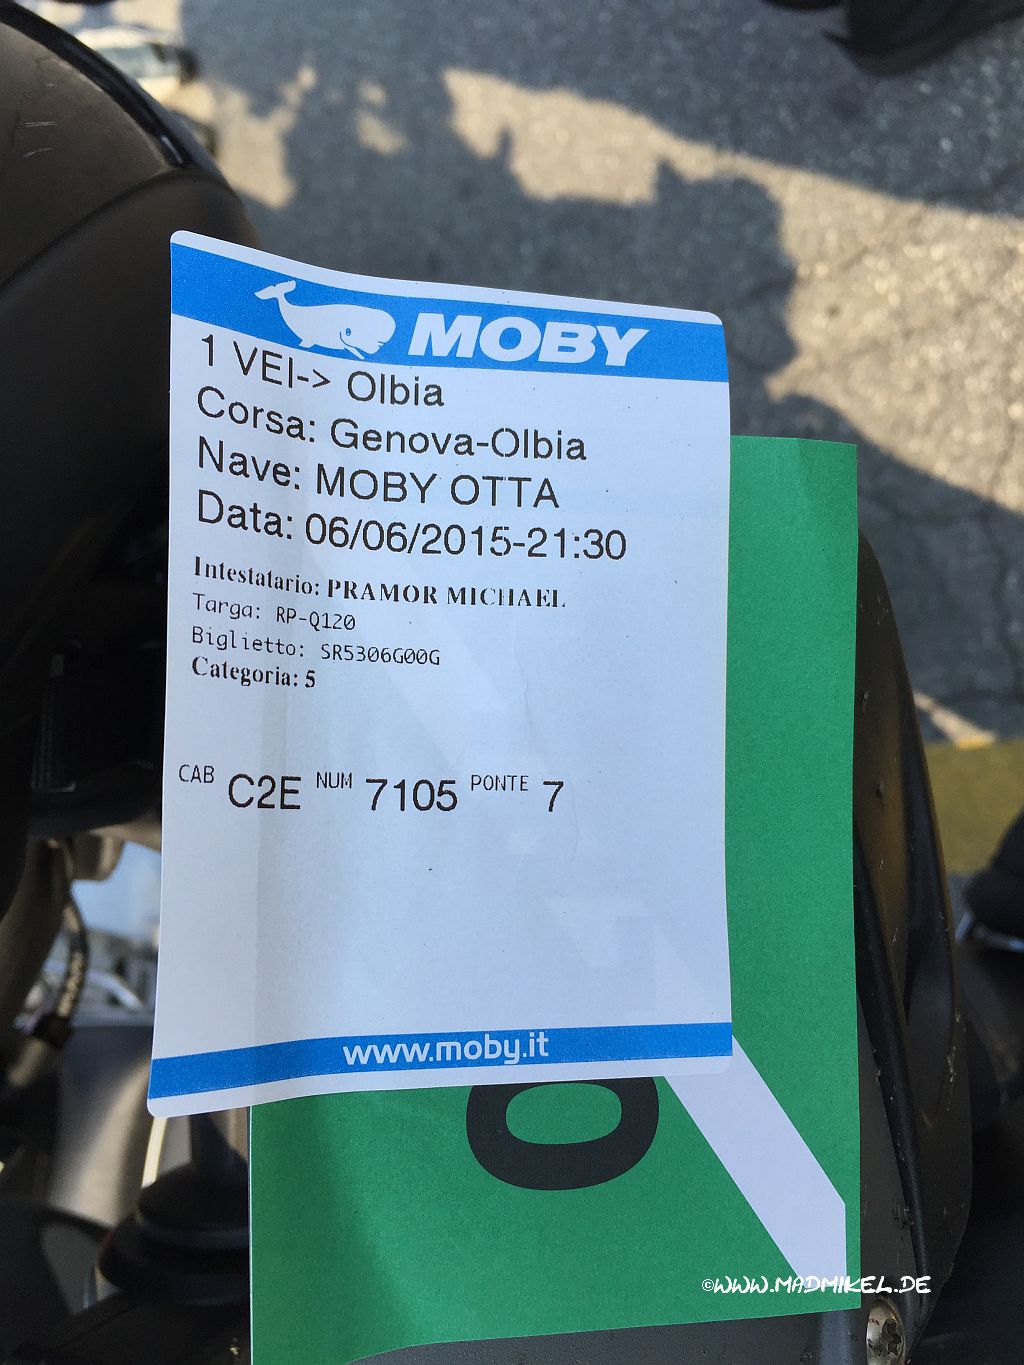 MOBY
1 VEI-> Olbia
Corsa: Genova-Olbia
Nave: MOBY OTTA
Data: 06/06/2015-21:30
Intestatario: PRAMOR MICHAEL
Targa: RP-Q120
Biglietto: SR5306G00G
Categoria: 5
CAB C2E NUM 7105 PONTE 7
www.moby.it
O
©WWW.MADMIKEL.DE